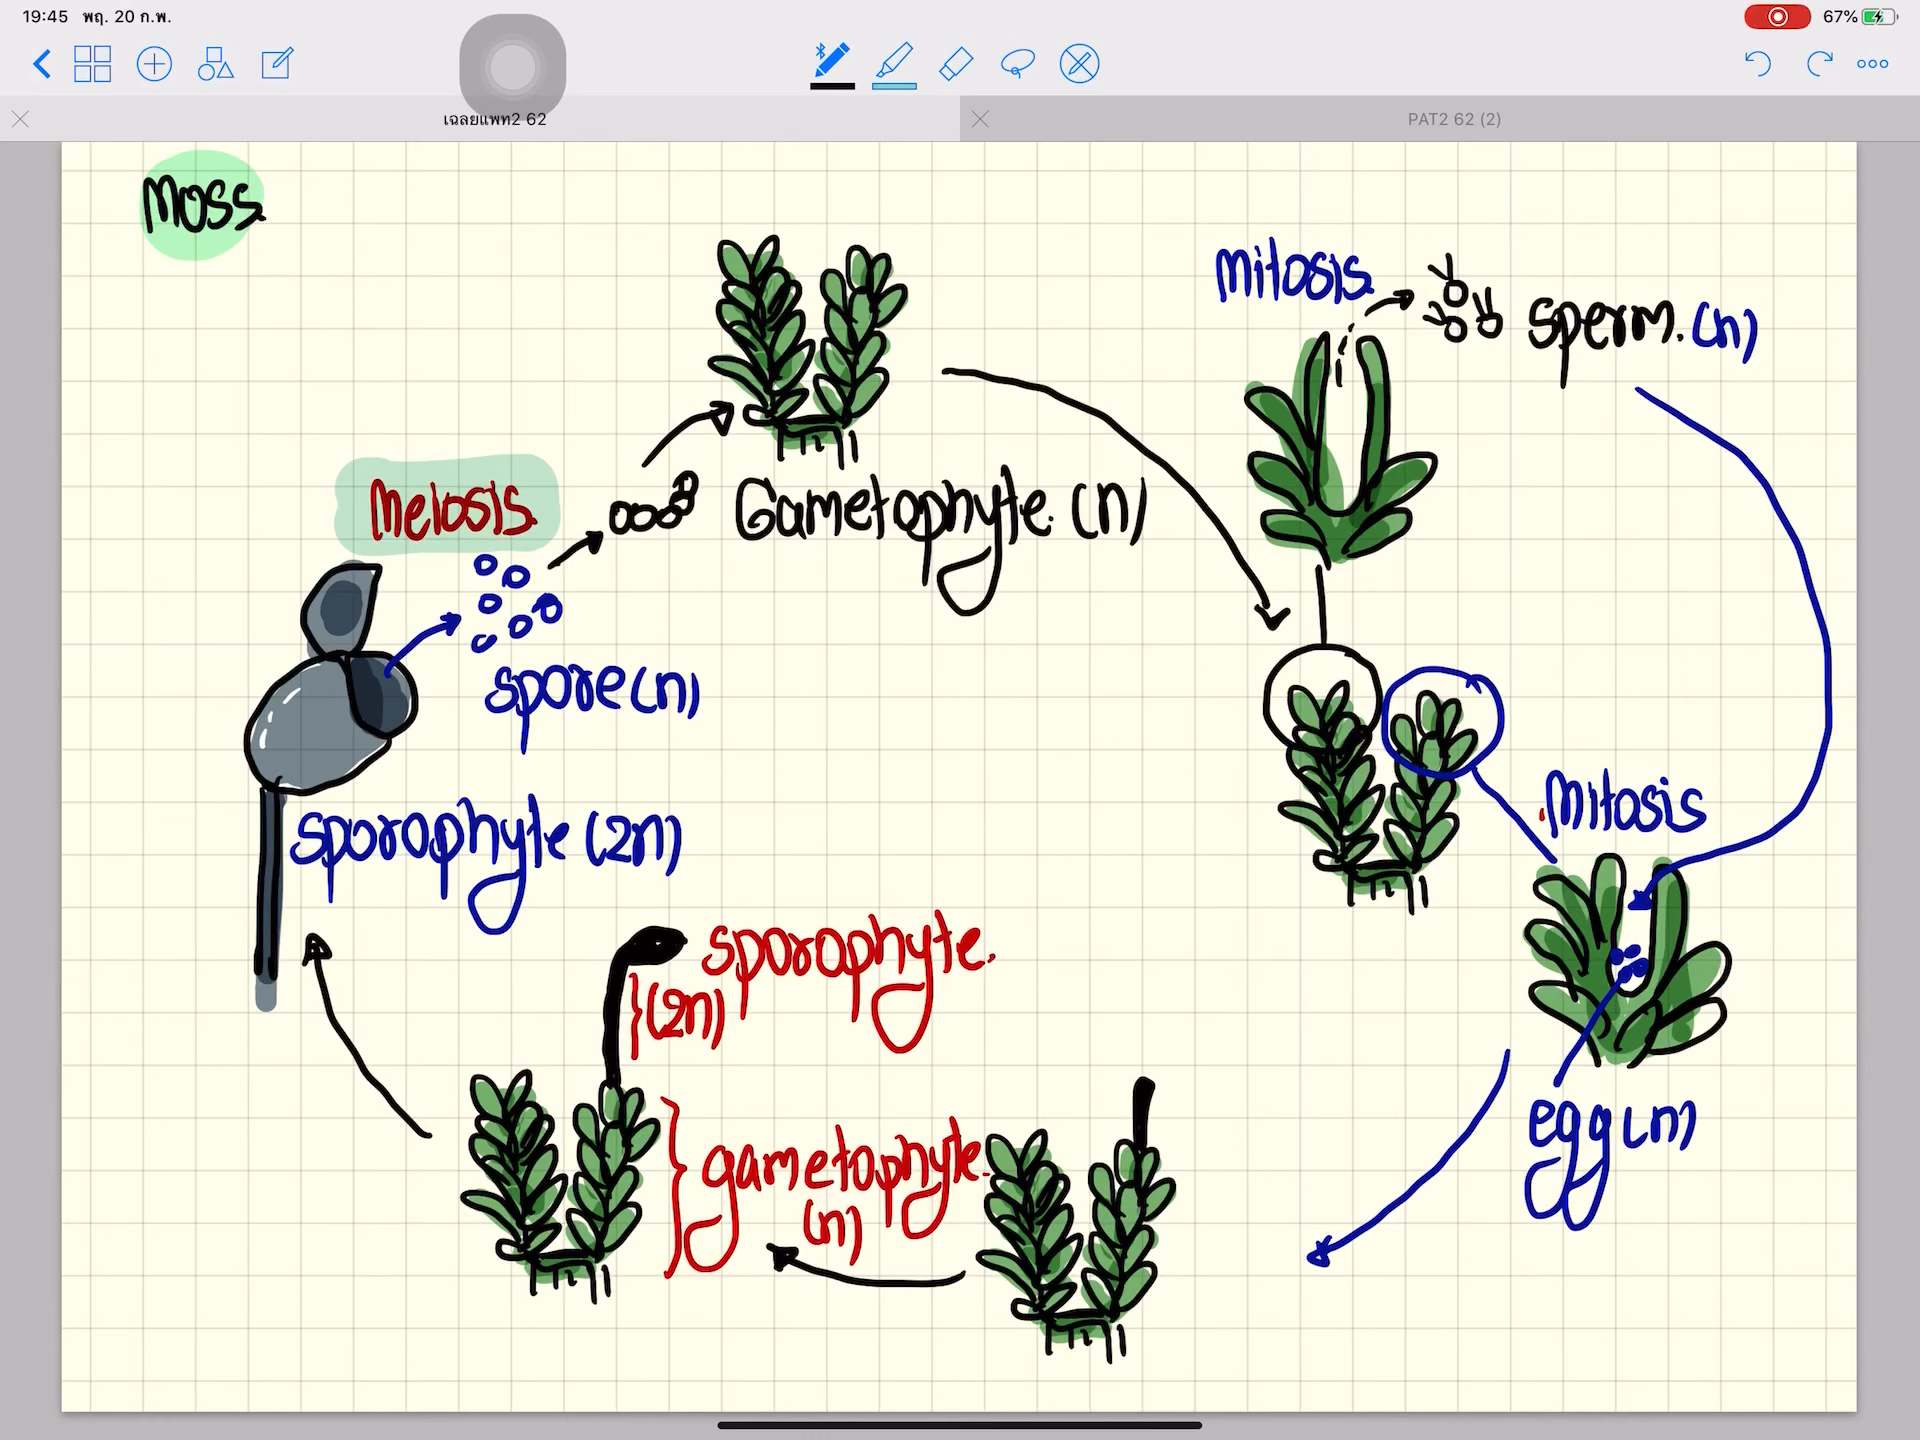 19:45 พฤ. 20 ก.พ.
67%
เฉลยแพท2 62
PAT2 62 (2)
Moss.
Mitosis.
sperm. (n)
Meiosis.
Gametophyte. (n)
spore (n)
Mitosis
sporophyte (2n)
sporophyte.
(2n)
egg (n)
gametophyte.
(n)